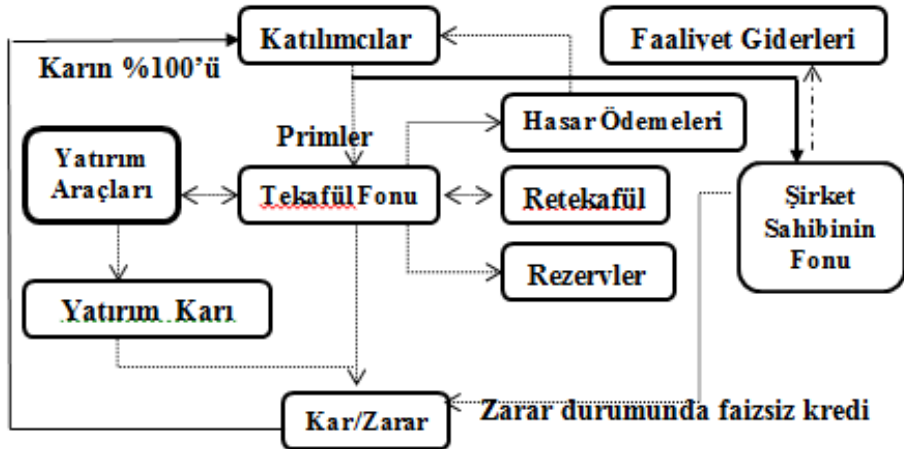 Katılımcılar
Faaliyet Giderleri
Karın %100’ü
Hasar Ödemeleri
Primler
Yatırım
Araçları
Tekafül Fonu
Retekafül
Şirket
Sahibinin
Fonu
Rezervler
Yatırım Karı
Kar/Zarar
Zarar durumunda faizsiz kredi